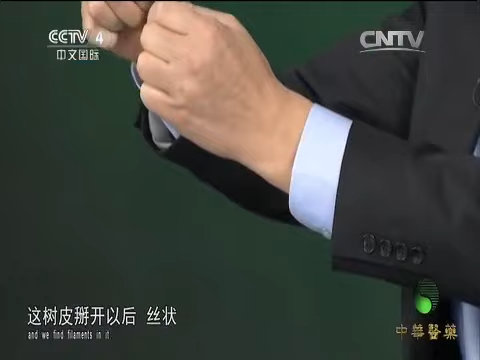 CCTV 4
中文国际
CNTV
这树皮掰开以后 丝状
and we find filaments in it
中華醫藥